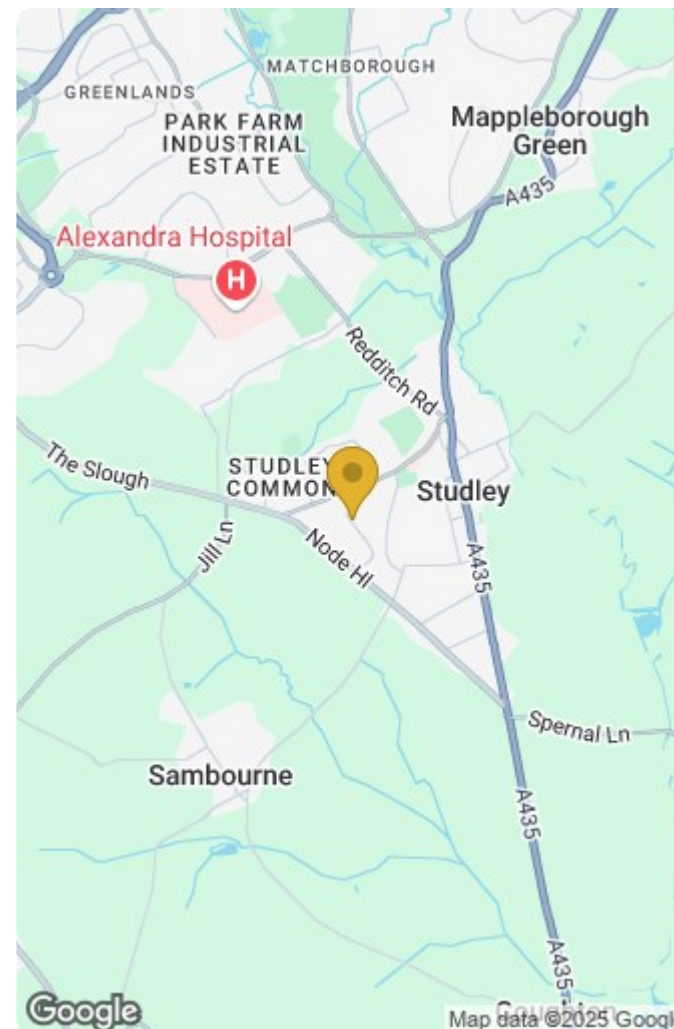 MATCHBOROUGH
GREENLANDS
PARK FARM
INDUSTRIAL
ESTATE
Mappleborough
Green
A435
Alexandra Hospital
H
Redditch Rd
The Slough
STUDLEY
COMMON
Studley
Jill Ln
Node Hl
A435
Spernal Ln
Sambourne
A435
A435
Google
Map data ©2025 Google